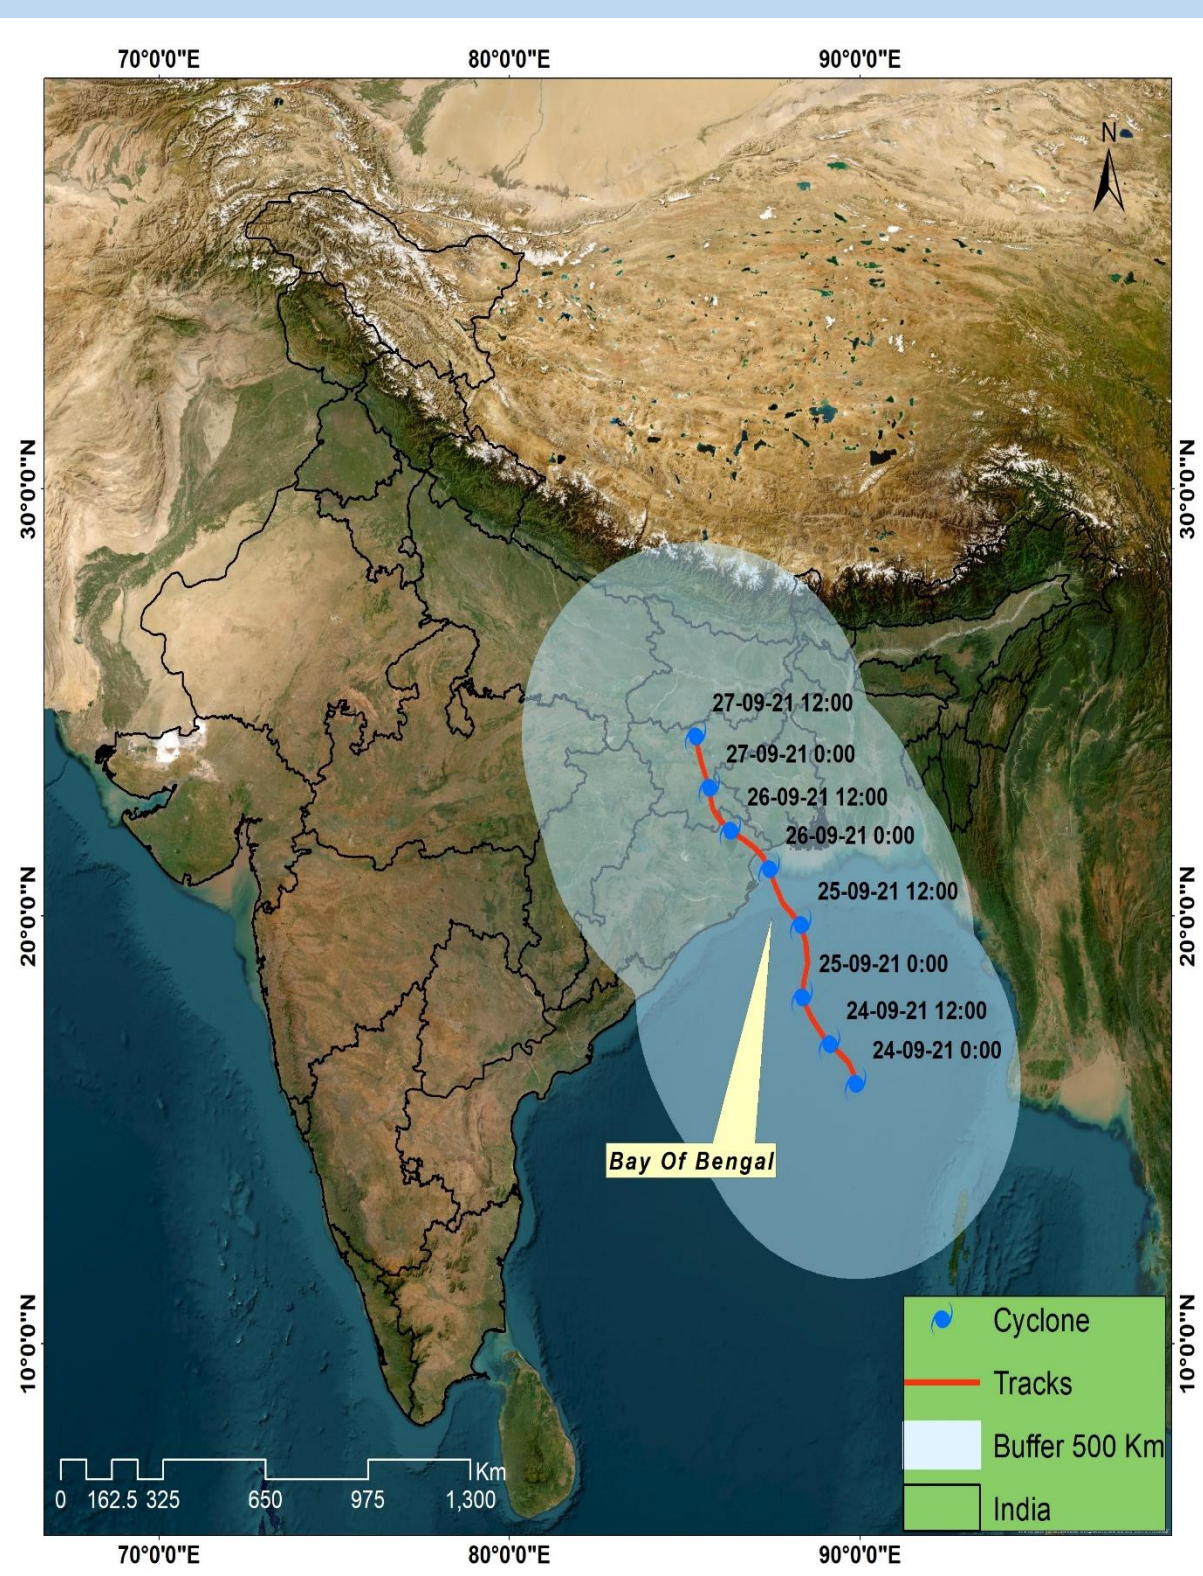 70°0'0"E
80°0'0"E
90°0'0"E
N
30°0'0"N
30°0'0"N
27-09-21 12:00
27-09-21 0:00
26-09-21 12:00
26-09-21 0:00
25-09-21 12:00
20°0'0"N
20°0'0"N
25-09-21 0:00
24-09-21 12:00
24-09-21 0:00
Bay Of Bengal
10°0'0"N
10°0'0"N
Cyclone
Tracks
Buffer 500 Km
India
Km
0 162.5 325 650 975 1,300
70°0'0"E
80°0'0"E
90°0'0"E